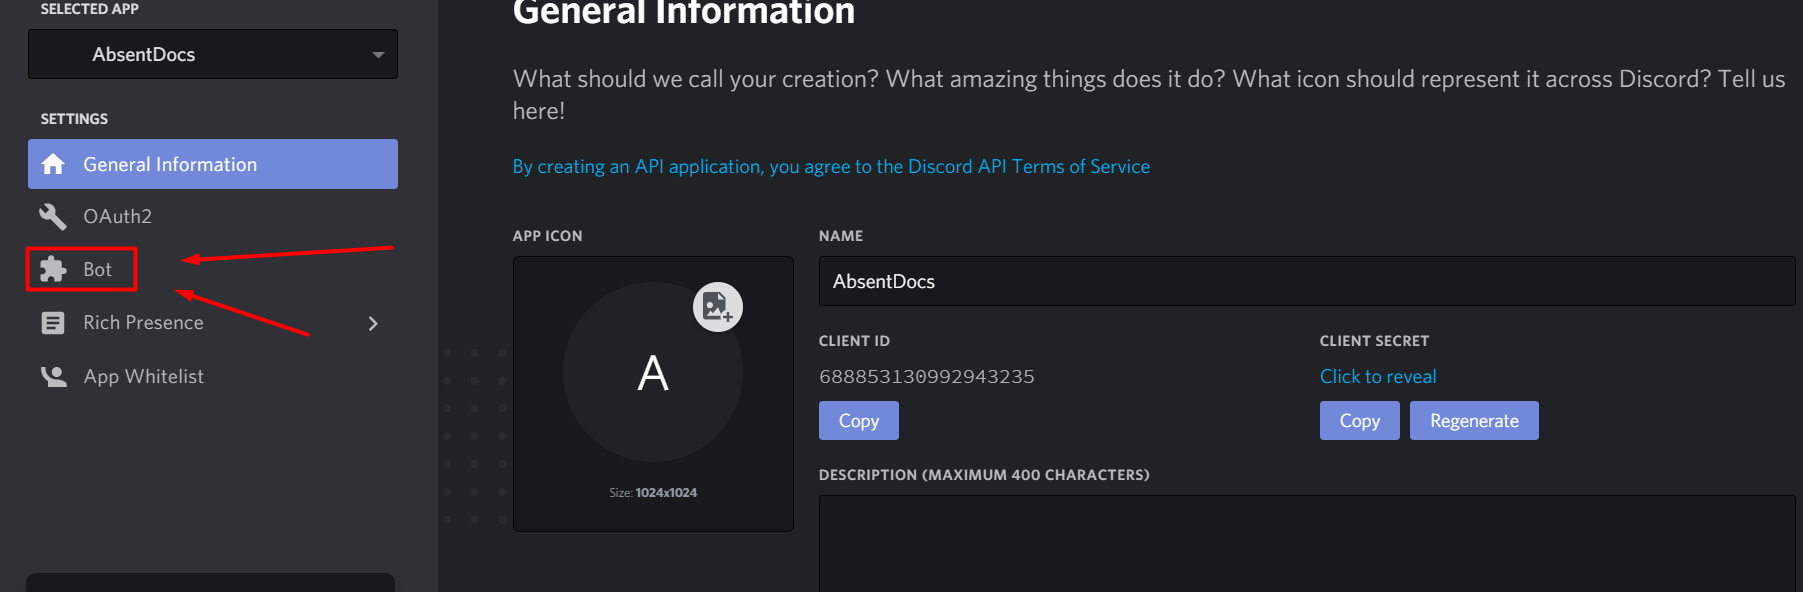 SELECTED APP
AbsentDocs
SETTINGS
General Information
OAuth2
Bot
Rich Presence
App Whitelist
General Information
What should we call your creation? What amazing things does it do? What icon should represent it across Discord? Tell us
here!
By creating an API application, you agree to the Discord API Terms of Service
APP ICON
A
Size: 1024x1024
NAME
AbsentDocs
CLIENT ID
688853130992943235
Copy
CLIENT SECRET
Click to reveal
Copy Regenerate
DESCRIPTION (MAXIMUM 400 CHARACTERS)